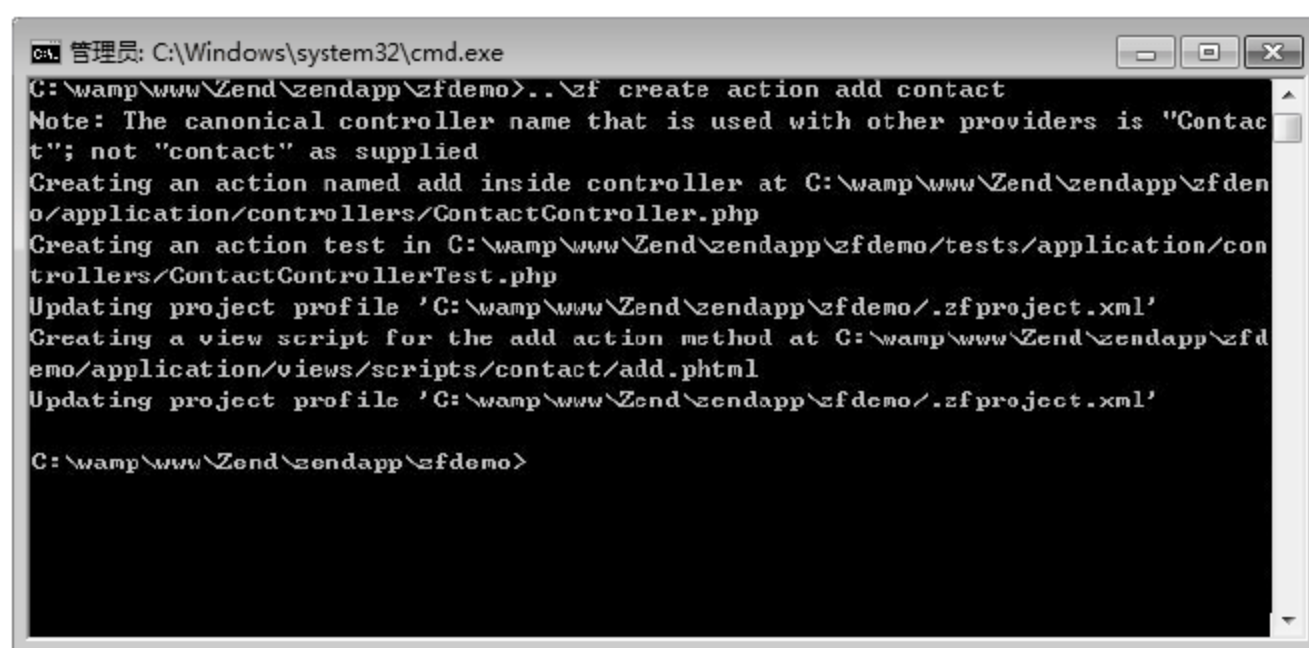 管理员: C:\Windows\system32\cmd.exe
C:\wamp\www\Zend\zendapp\zfdemo>..\zf create action add contact
Note: The canonical controller name that is used with other providers is "Contac
t"; not "contact" as supplied
Creating an action named add inside controller at C:\wamp\www\Zend\zendapp\zfdem
o/application/controllers/ContactController.php
Creating an action test in C:\wamp\www\Zend\zendapp\zfdemo/tests/application/con
trollers/ContactControllerTest.php
Updating project profile 'C:\wamp\www\Zend\zendapp\zfdemo/.zfproject.xml'
Creating a view script for the add action method at C:\wamp\www\Zend\zendapp\zfd
emo/application/views/scripts/contact/add.phtml
Updating project profile 'C:\wamp\www\Zend\zendapp\zfdemo/.zfproject.xml'
C:\wamp\www\Zend\zendapp\zfdemo>